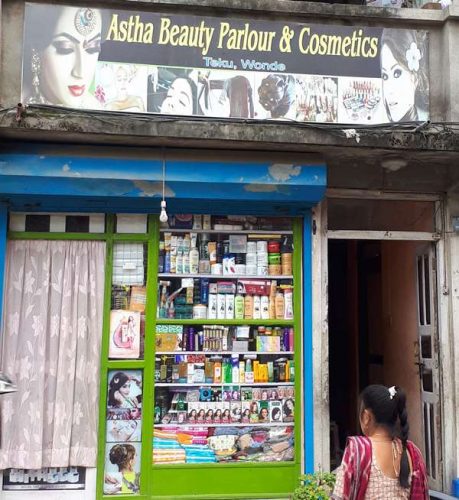 Astha Beauty Parlour & Cosmetics
Teku, Wonde